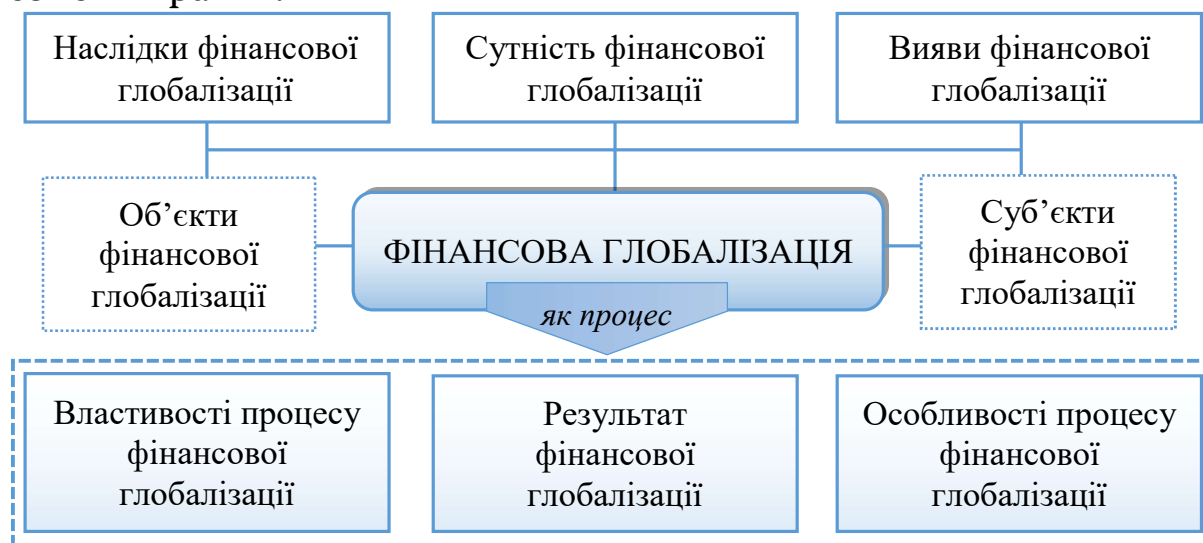 Наслідки фінансової
глобалізації
Сутність фінансової
глобалізації
Вияви фінансової
глобалізації
Об’єкти
фінансової
глобалізації
ФІНАНСОВА ГЛОБАЛІЗАЦІЯ
як процес
Суб’єкти
фінансової
глобалізації
Властивості процесу
фінансової
глобалізації
Результат
фінансової
глобалізації
Особливості процесу
фінансової
глобалізації